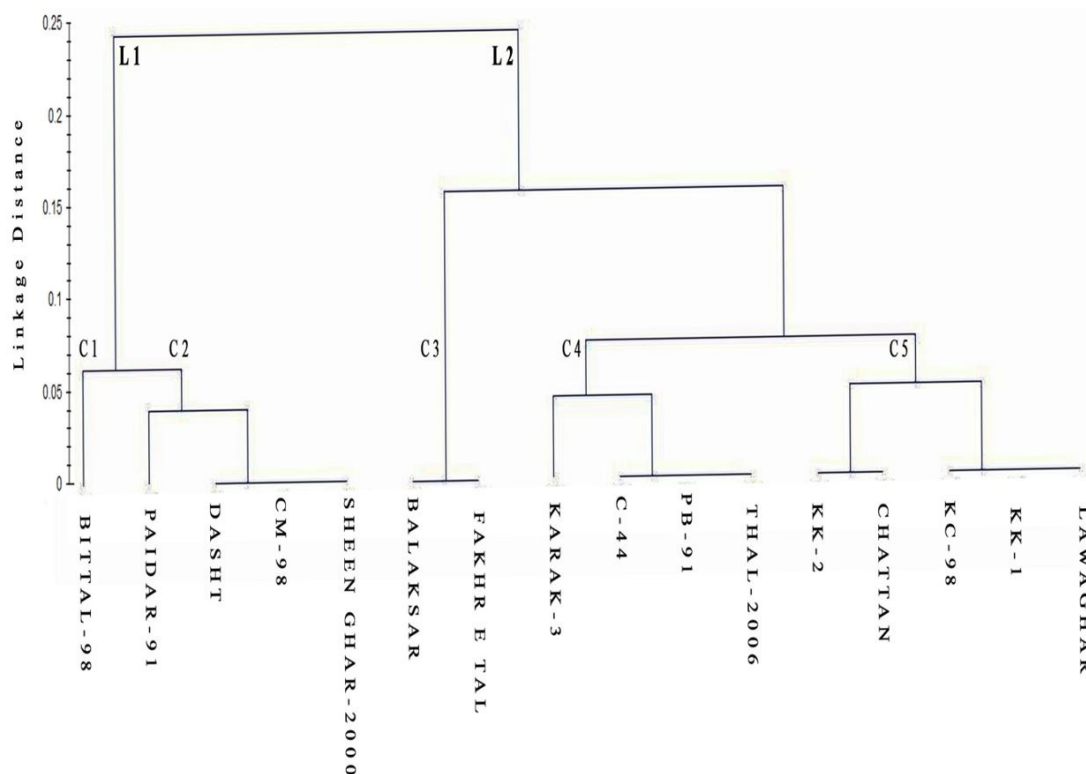 0.25
L1
L2
0.2
0.15
0.1
C1
C2
C3
C4
C5
0.05
0
Linkage Distance
BITTAL-98
PAIDAR-91
DASHT
CM-98
SHEEN GHAR-2000
BALAKSAR
FAKHR E TAL
KARAK-3
C-44
PB-91
THAL-2006
KK-2
CHATTAN
KC-98
KK-1
LAWAGHAR